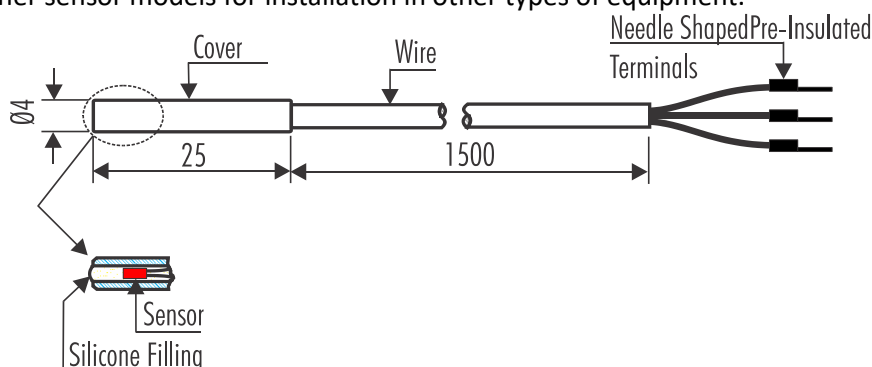 sensor models for installation in other types of equipment.
Needle ShapedPre-Insulated
Terminals
Cover
Wire
Ø4
25
1500
Sensor
Silicone Filling